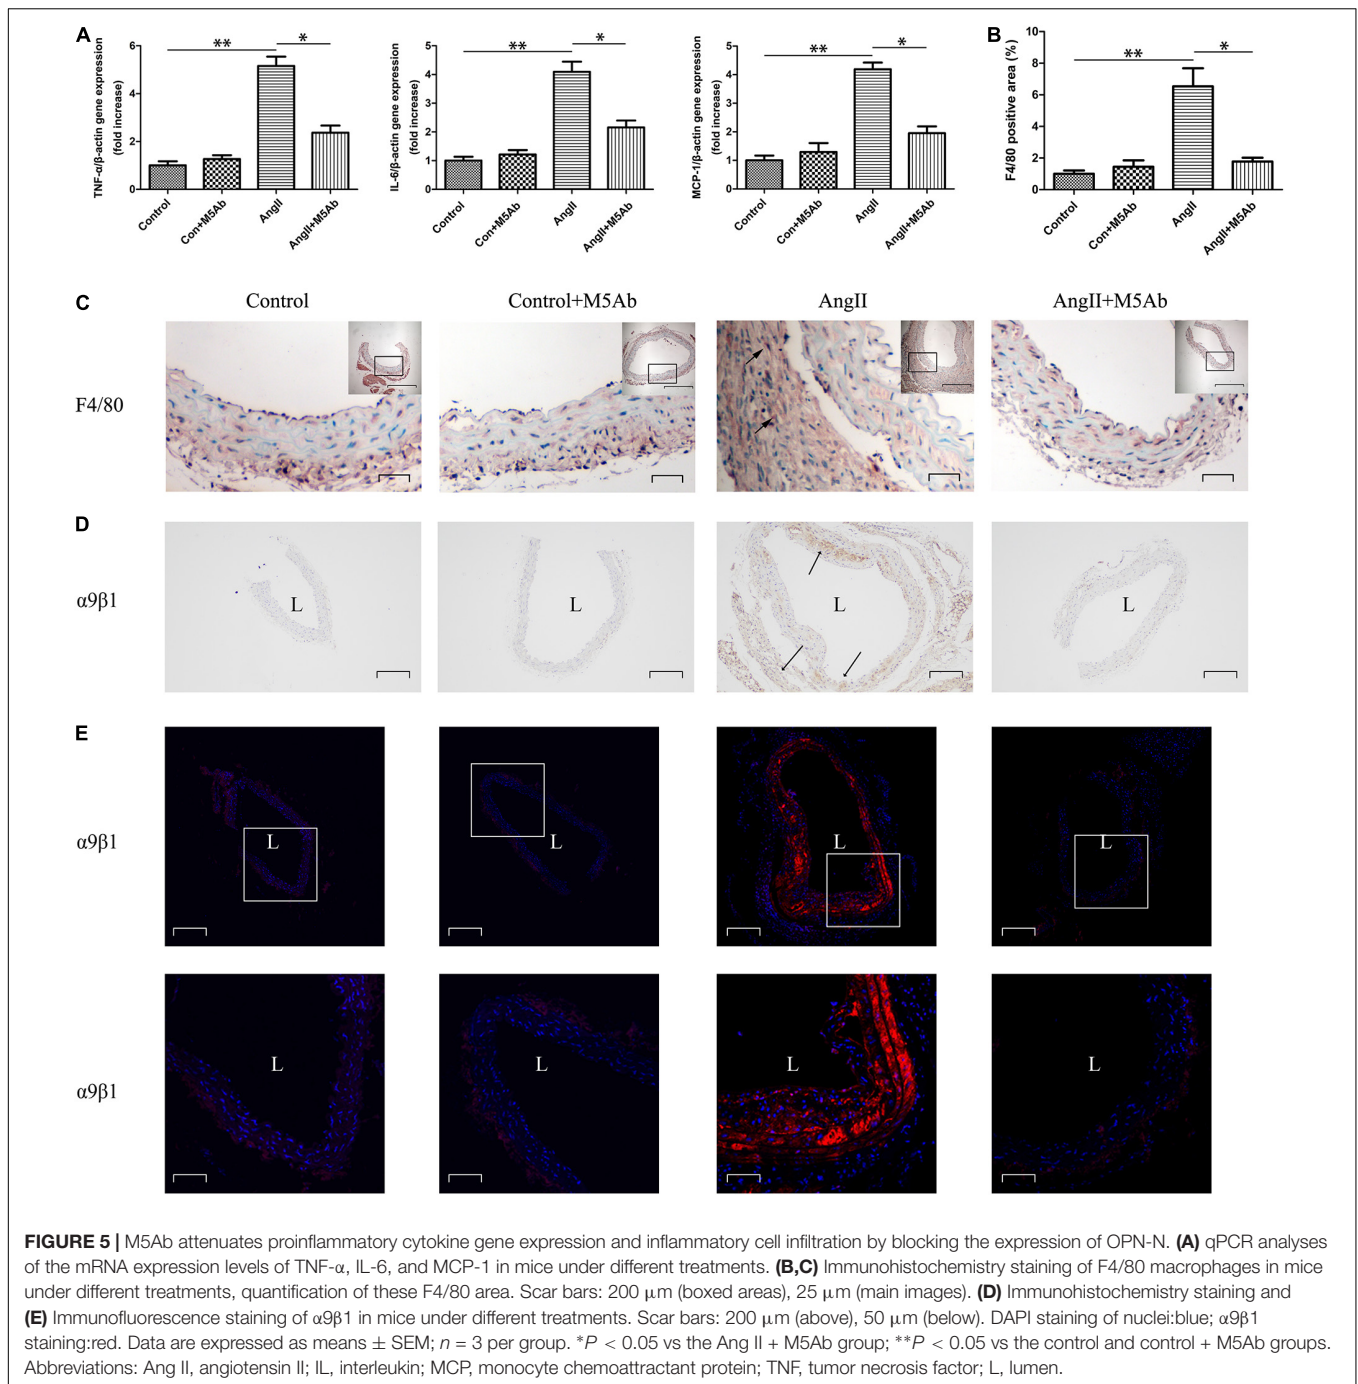 A
TNF-α/β-actin gene expression
(fold increase)
6
4
2
0
**
*
Control
Con+M5Ab
AngII
AngII+M5Ab
IL-6/β-actin gene expression
(fold increase)
5
4
3
2
1
0
**
*
Control
Con+M5Ab
AngII
AngII+M5Ab
MCP-1/β-actin gene expression
(fold increase)
5
4
3
2
1
0
**
*
Control
Con+M5Ab
AngII
AngII+M5Ab
B
F4/80 positive area (%)
10
8
6
4
2
0
**
*
Control
Con+M5Ab
AngII
AngII+M5Ab
C
Control
Control+M5Ab
AngII
AngII+M5Ab
F4/80
D
α9β1
L
L
L
L
E
α9β1
L
L
L
L
α9β1
L
L
L
L
FIGURE 5 | M5Ab attenuates proinflammatory cytokine gene expression and inflammatory cell infiltration by blocking the expression of OPN-N. (A) qPCR analyses
of the mRNA expression levels of TNF-α, IL-6, and MCP-1 in mice under different treatments. (B,C) Immunohistochemistry staining of F4/80 macrophages in mice
under different treatments, quantification of these F4/80 area. Scar bars: 200 μm (boxed areas), 25 μm (main images). (D) Immunohistochemistry staining and
(E) Immunofluorescence staining of α9β1 in mice under different treatments. Scar bars: 200 μm (above), 50 μm (below). DAPI staining of nuclei:blue; α9β1
staining:red. Data are expressed as means ± SEM; n = 3 per group. *P < 0.05 vs the Ang II + M5Ab group; **P < 0.05 vs the control and control + M5Ab groups.
Abbreviations: Ang II, angiotensin II; IL, interleukin; MCP, monocyte chemoattractant protein; TNF, tumor necrosis factor; L, lumen.